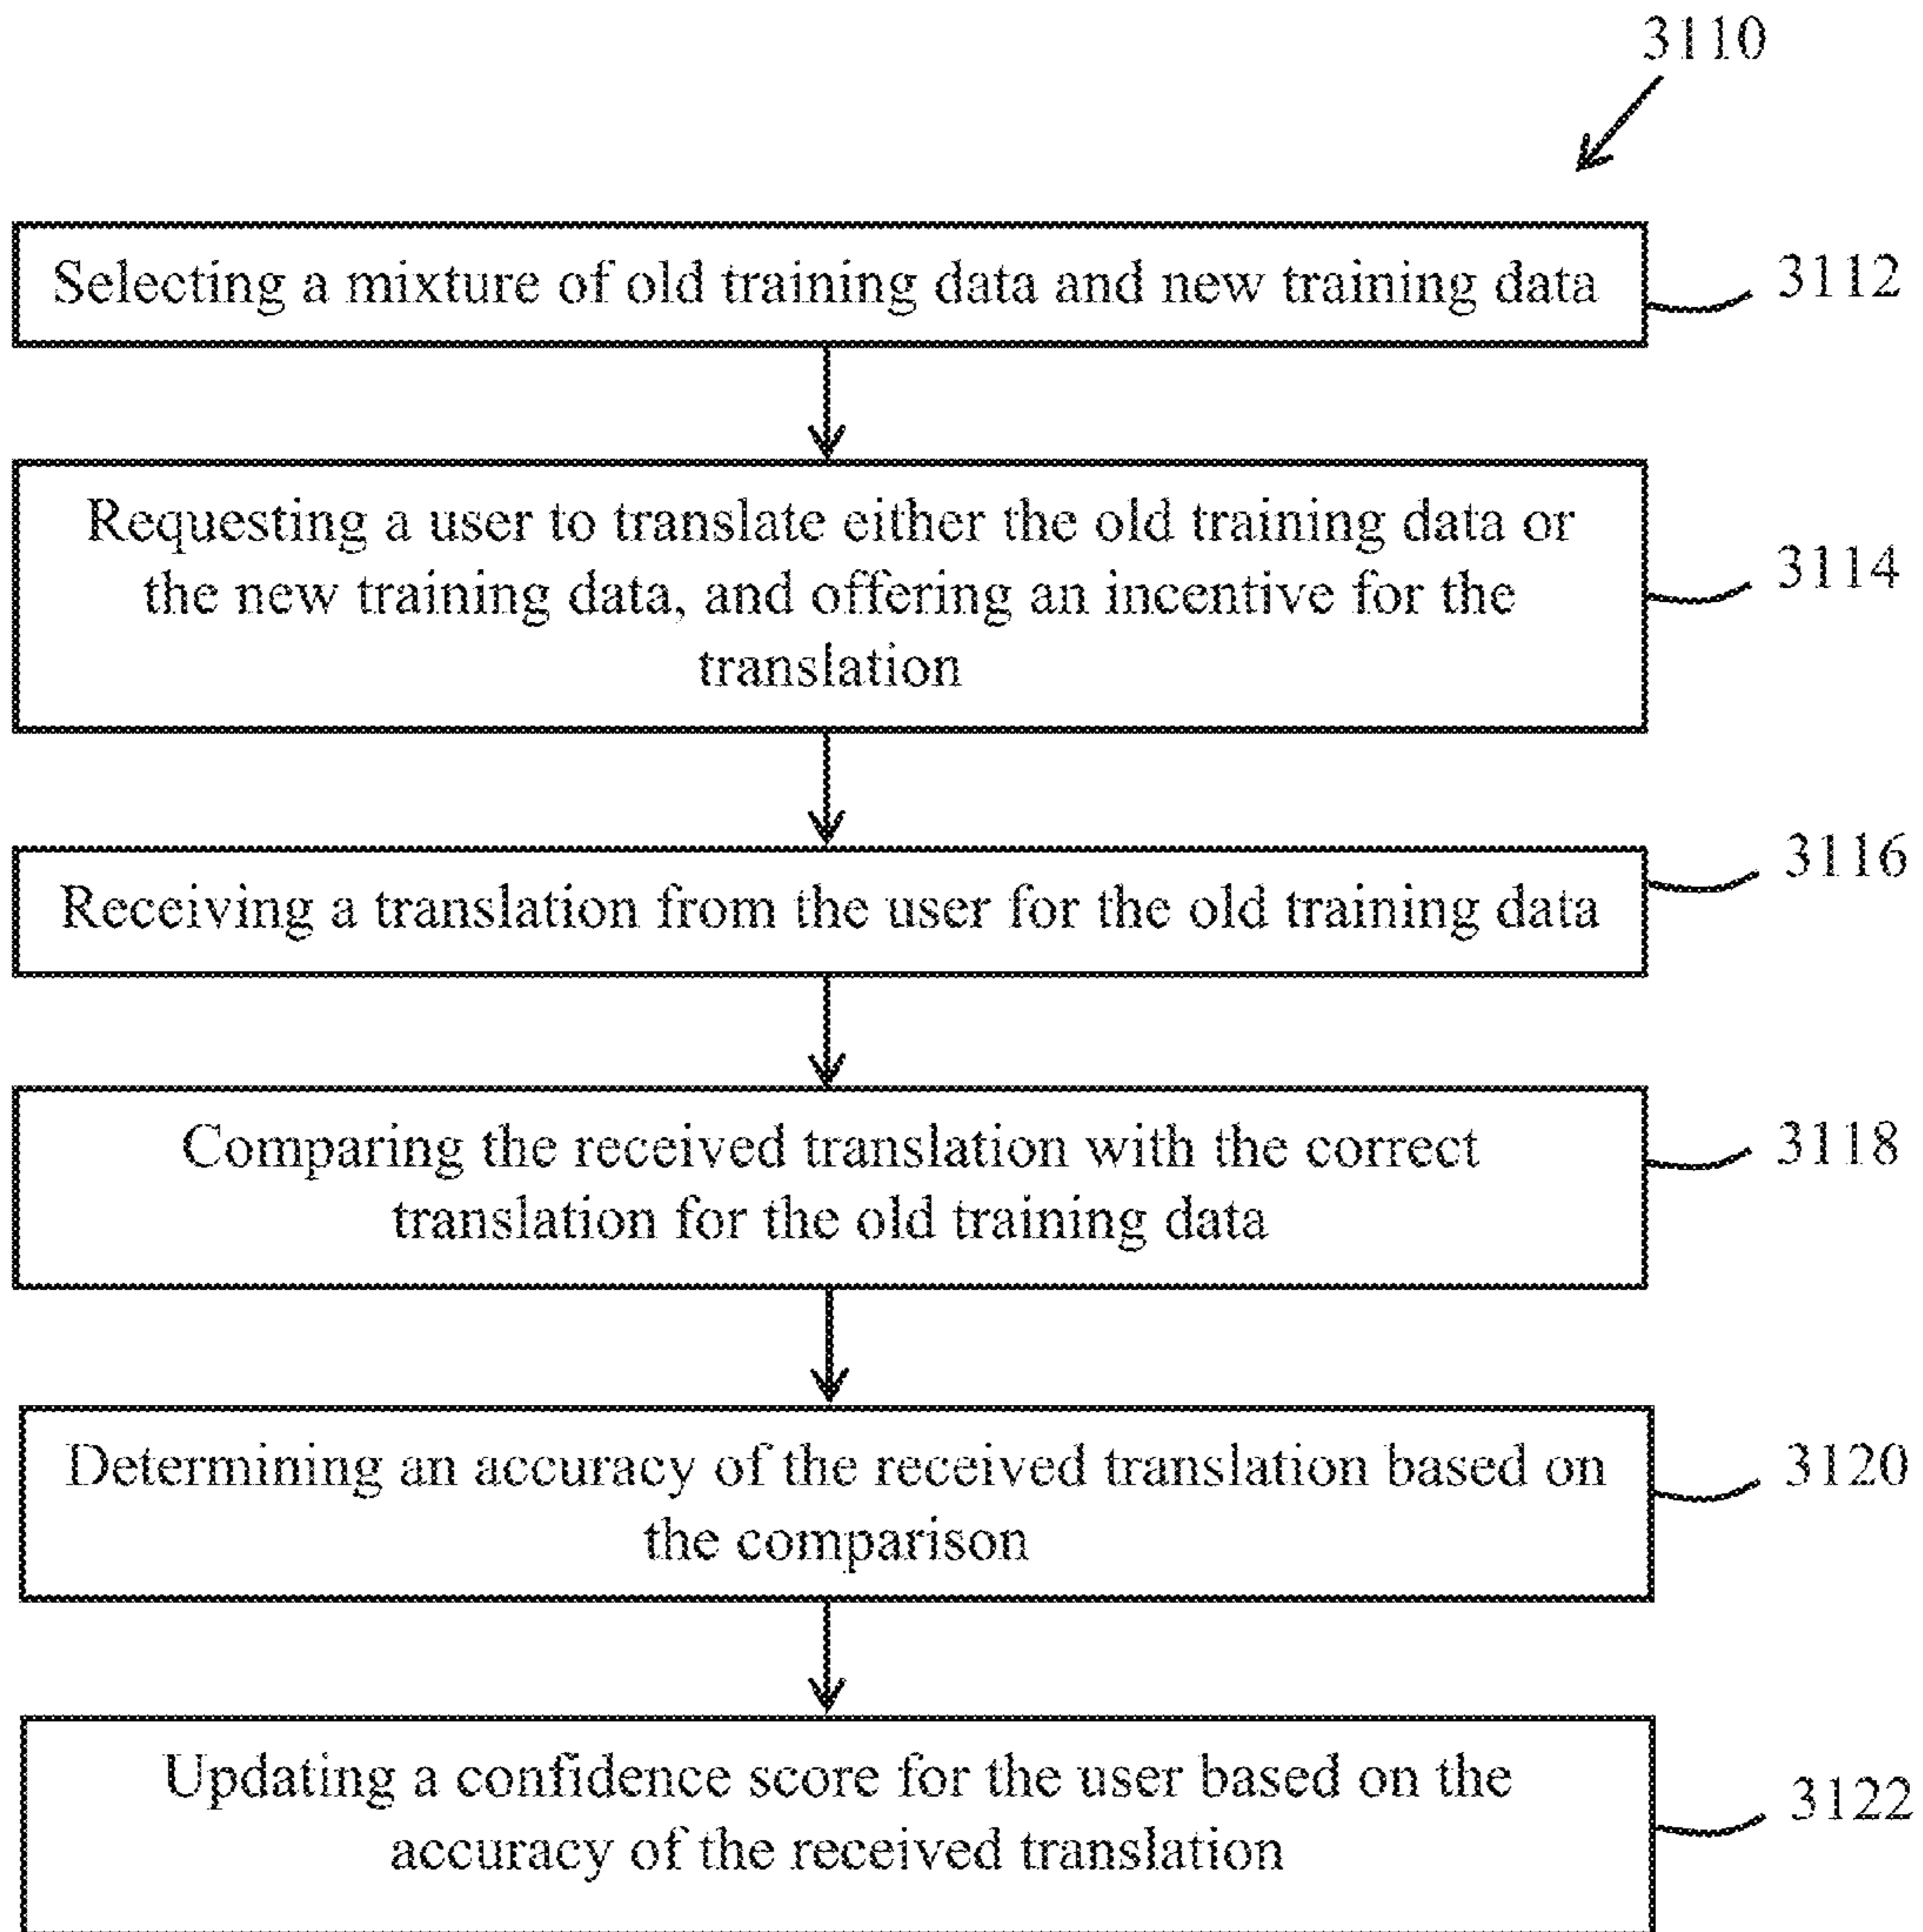 3110
Selecting a mixture of old training data and new training data
3112
Requesting a user to translate either the old training data or
the new training data, and offering an incentive for the
translation
3114
Receiving a translation from the user for the old training data
3116
Comparing the received translation with the correct
translation for the old training data
3118
Determining an accuracy of the received translation based on
the comparison
3120
Updating a confidence score for the user based on the
accuracy of the received translation
3122